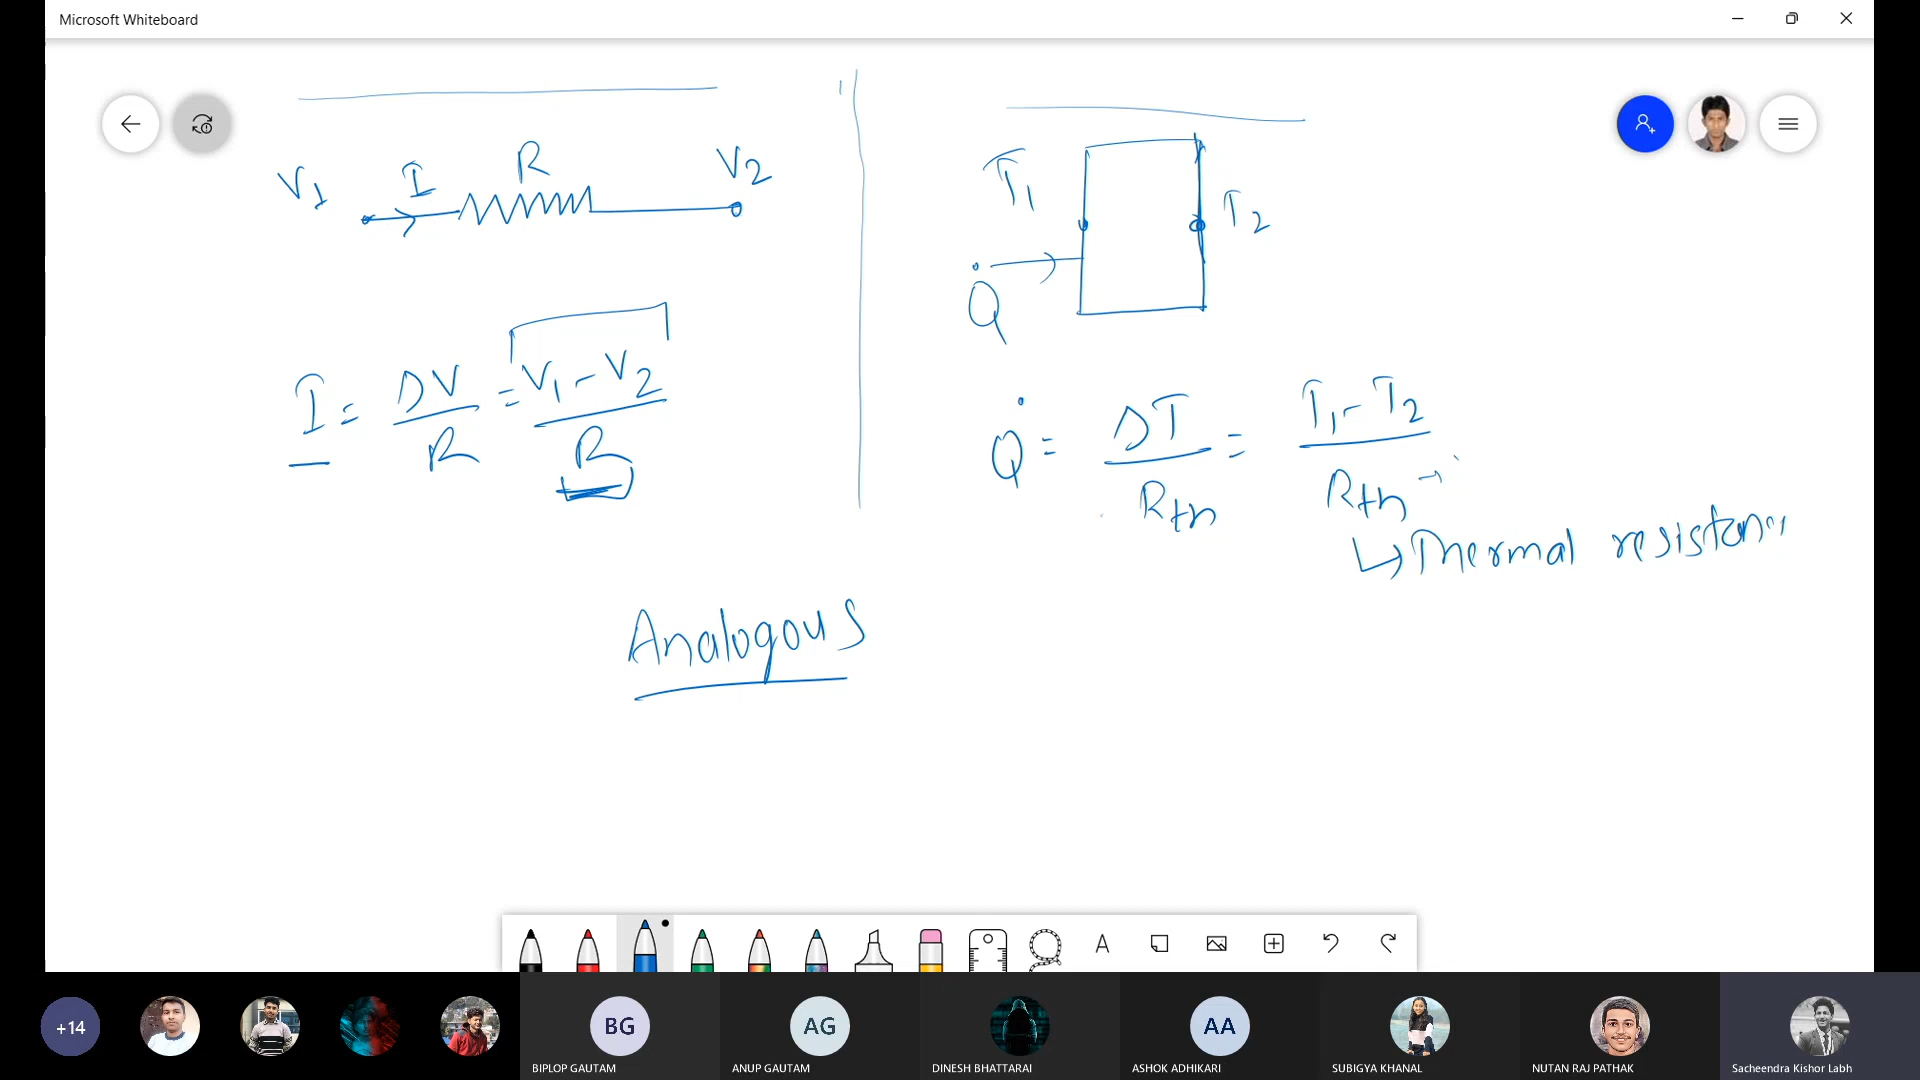 Microsoft Whiteboard
V1 I R V2
I = ΔV/R = V1-V2/R
T1 T2
Q̇
Q̇ = ΔT/Rth = T1-T2/Rth →
↳ Thermal
Analogous
A
+14 BG AG AA
BIPLOP GAUTAM ANUP GAUTAM DINESH BHATTARAI ASHOK ADHIKARI SUBIGYA KHANAL NUTAN RAJ PATHAK Sacheendra Kishor Labh